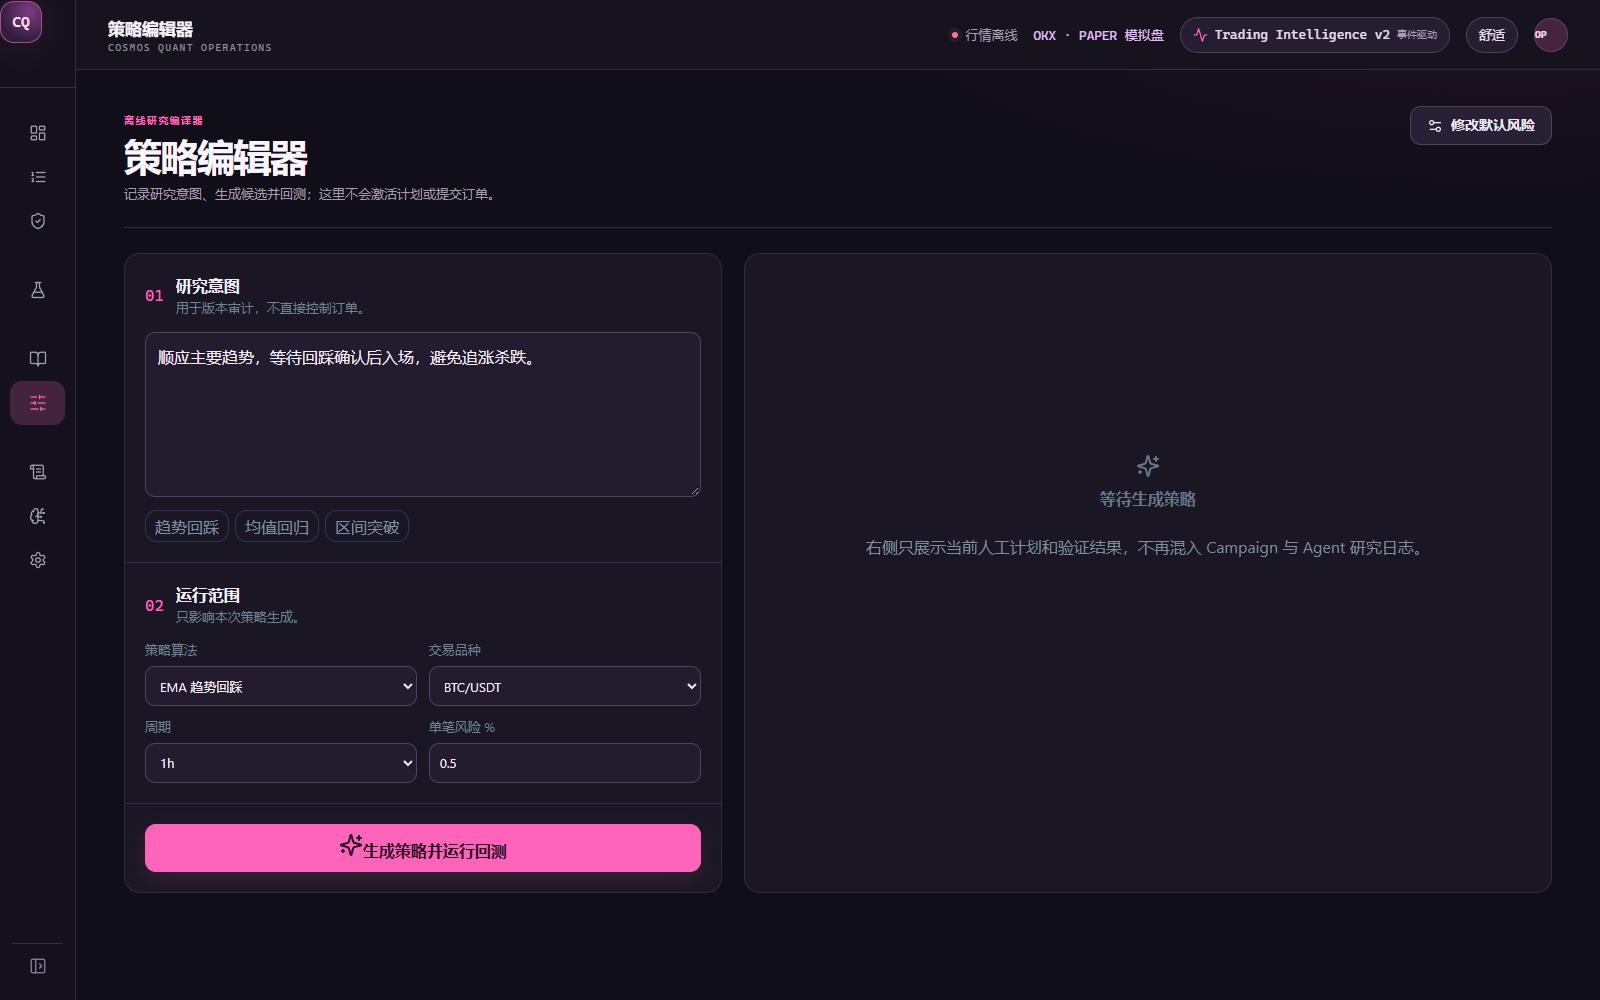 CQ
策略编辑器
COSMOS QUANT OPERATIONS
行情离线
OKX · PAPER 模拟盘
Trading Intelligence v2 事件驱动
舒适
OP
离线研究编译器
策略编辑器
记录研究意图、生成候选并回测；这里不会激活计划或提交订单。
修改默认风险
01 研究意图
用于版本审计，不直接控制订单。
顺应主要趋势，等待回踩确认后入场，避免追涨杀跌。
趋势回踩 均值回归 区间突破
02 运行范围
只影响本次策略生成。
策略算法 交易品种
EMA 趋势回踩 BTC/USDT
周期 单笔风险 %
1h 0.5
生成策略并运行回测
等待生成策略
右侧只展示当前人工计划和验证结果，不再混入 Campaign 与 Agent 研究日志。